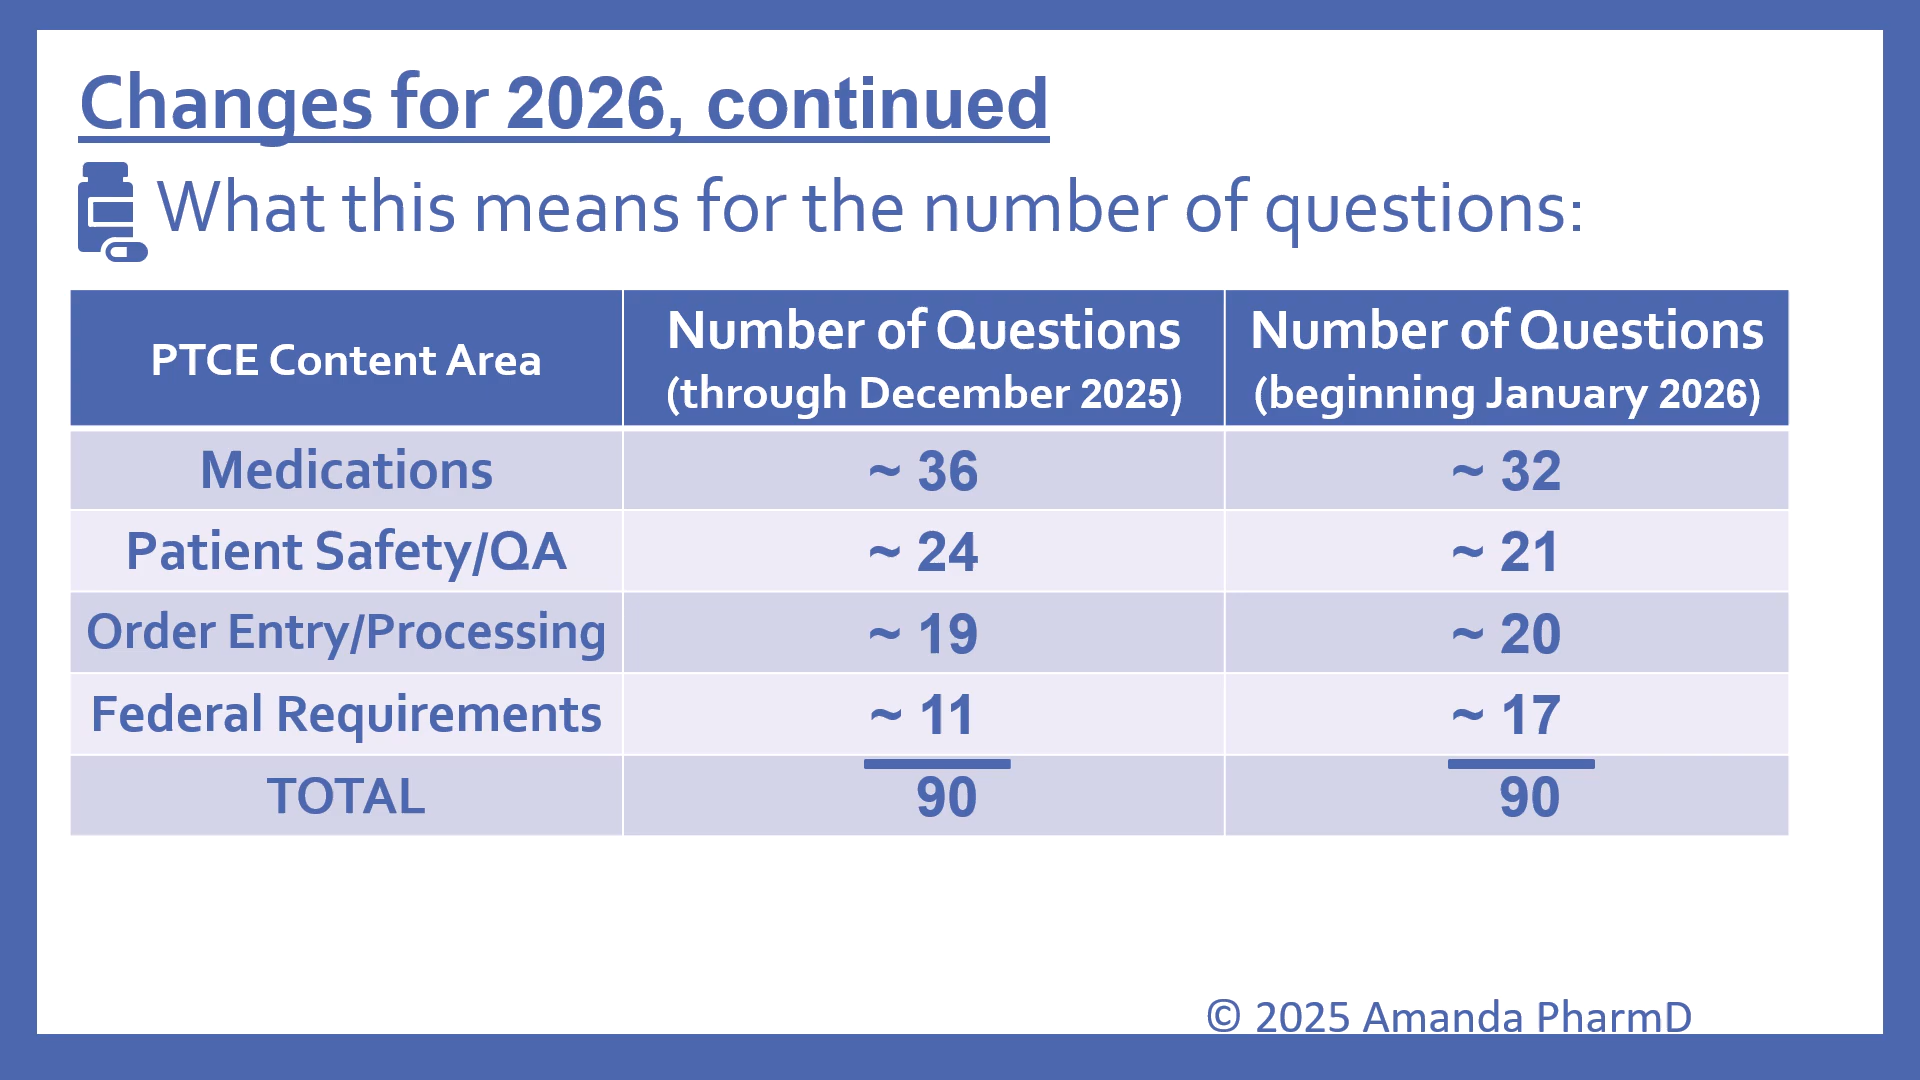 Changes for 2026, continued
What this means for the number of questions:
PTCE Content Area
Number of Questions
(through December 2025)
Number of Questions
(beginning January 2026)
Medications
~ 36
~ 32
Patient Safety/QA
~ 24
~ 21
Order Entry/Processing
~ 19
~ 20
Federal Requirements
~ 11
~ 17
TOTAL
90
90
© 2025 Amanda PharmD